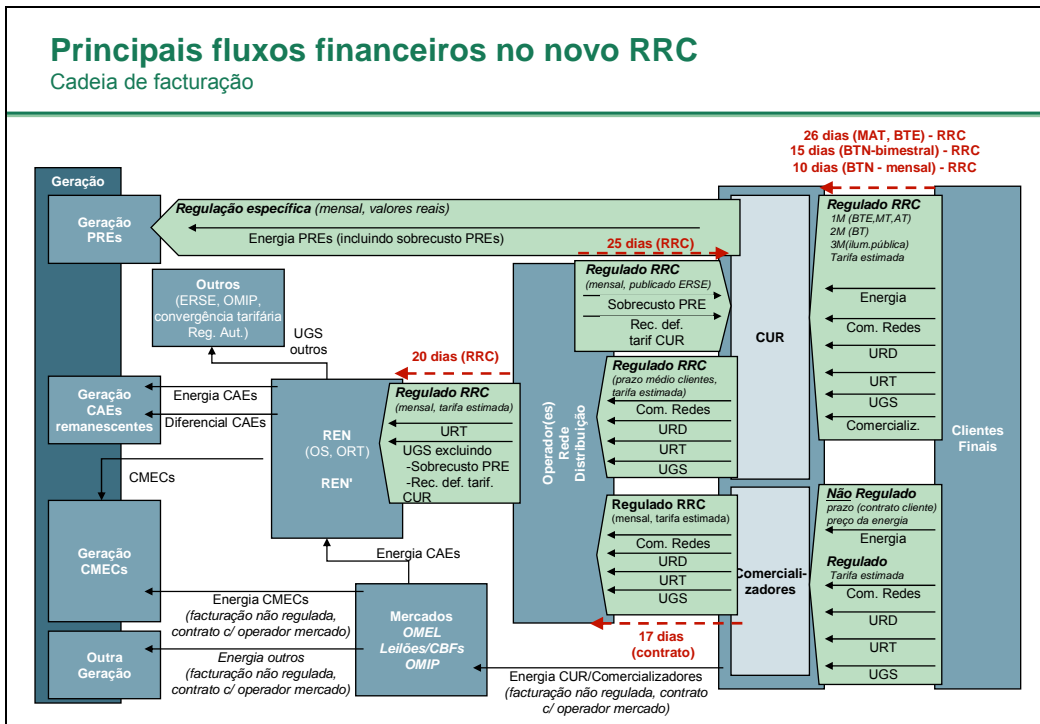 Principais fluxos financeiros no novo RRC
Cadeia de facturação
26 dias (MAT, BTE) - RRC
15 dias (BTN-bimestral) - RRC
10 dias (BTN - mensal) - RRC
Geração
Geração
PREs
Regulação específica (mensal, valores reais)
Energia PREs (incluindo sobrecusto PREs)
25 dias (RRC)
Regulado RRC
(mensal, publicado ERSE)
Sobrecusto PRE
Rec. def.
tarif CUR
CUR
Regulado RRC
1M (BTE,MT,AT)
2M (BT)
3M(ilum.pública)
Tarifa estimada
Energia
Com. Redes
URD
URT
UGS
Comercializ.
Clientes
Finais
Outros
(ERSE, OMIP,
convergência tarifária
Reg. Aut.)
UGS
outros
20 dias (RRC)
Geração
CAEs
remanescentes
Energia CAEs
Diferencial CAEs
REN
(OS, ORT)
REN'
Regulado RRC
(mensal, tarifa estimada)
URT
UGS excluindo
-Sobrecusto PRE
-Rec. def. tarif.
CUR
Operador(es)
Rede
Distribuição
Regulado RRC
(prazo médio clientes,
tarifa estimada)
Com. Redes
URD
URT
UGS
CMECs
Geração
CMECs
Energia CAEs
Regulado RRC
(mensal, tarifa estimada)
Com. Redes
URD
URT
UGS
Comerciali-
zadores
Não Regulado
prazo (contrato cliente)
preço da energia
Energia
Regulado
Tarifa estimada
Com. Redes
URD
URT
UGS
Energia CMECs
(facturação não regulada,
contrato c/ operador mercado)
Mercados
OMEL
Leilões/CBFs
OMIP
17 dias
(contrato)
Outra
Geração
Energia outros
(facturação não regulada,
contrato c/ operador mercado)
Energia CUR/Comercializadores
(facturação não regulada, contrato
c/ operador mercado)